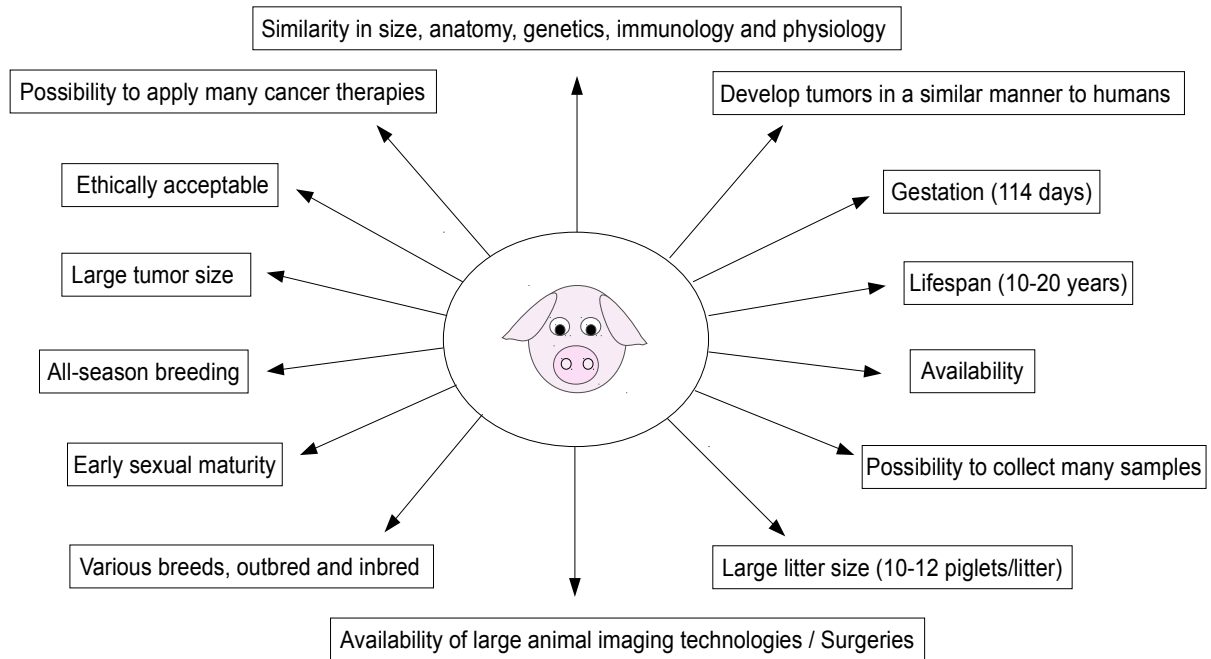 Similarity in size, anatomy, genetics, immunology and physiology
Possibility to apply many cancer therapies
Develop tumors in a similar manner to humans
Ethically acceptable
Gestation (114 days)
Large tumor size
Lifespan (10-20 years)
All-season breeding
Availability
Early sexual maturity
Possibility to collect many samples
Various breeds, outbred and inbred
Large litter size (10-12 piglets/litter)
Availability of large animal imaging technologies / Surgeries